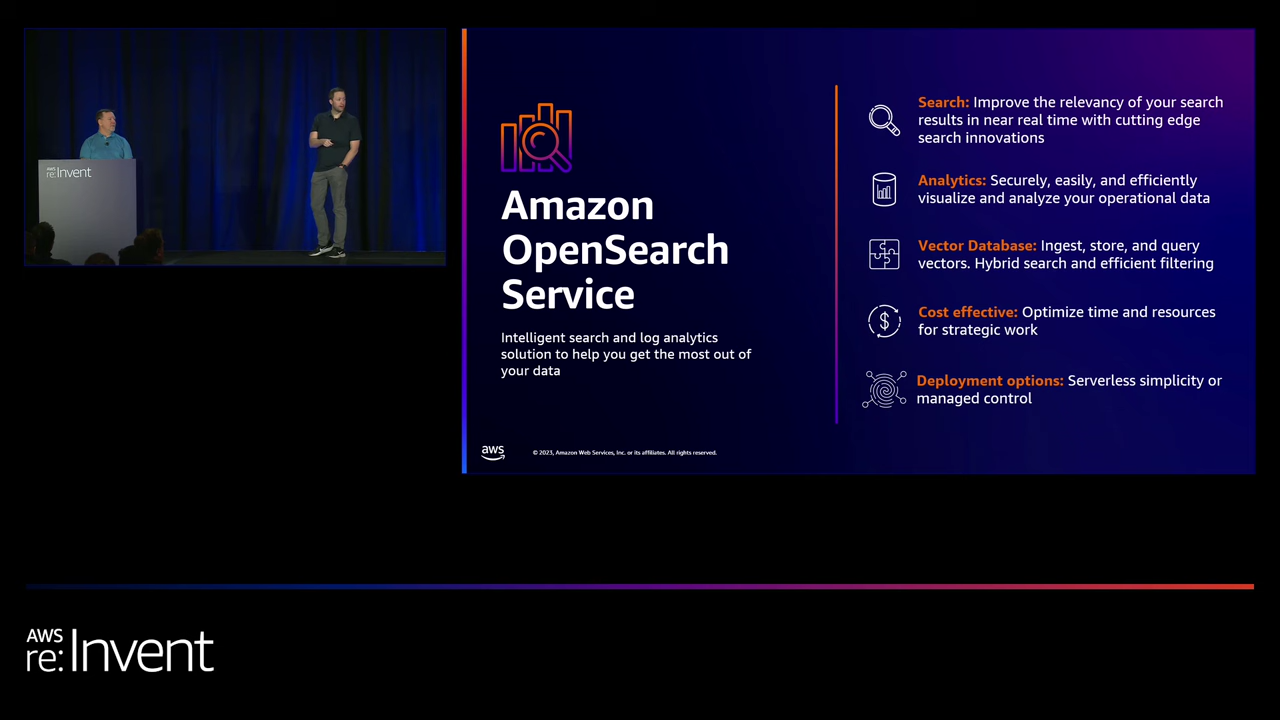 AWS
re:Invent
Amazon
OpenSearch
Service
Intelligent search and log analytics
solution to help you get the most out of
your data
Search: Improve the relevancy of your search
results in near real time with cutting edge
search innovations
Analytics: Securely, easily, and efficiently
visualize and analyze your operational data
Vector Database: Ingest, store, and query
vectors. Hybrid search and efficient filtering
Cost effective: Optimize time and resources
for strategic work
Deployment options: Serverless simplicity or
managed control
aws
© 2023, Amazon Web Services, Inc. or its affiliates. All rights reserved.
AWS
re:Invent